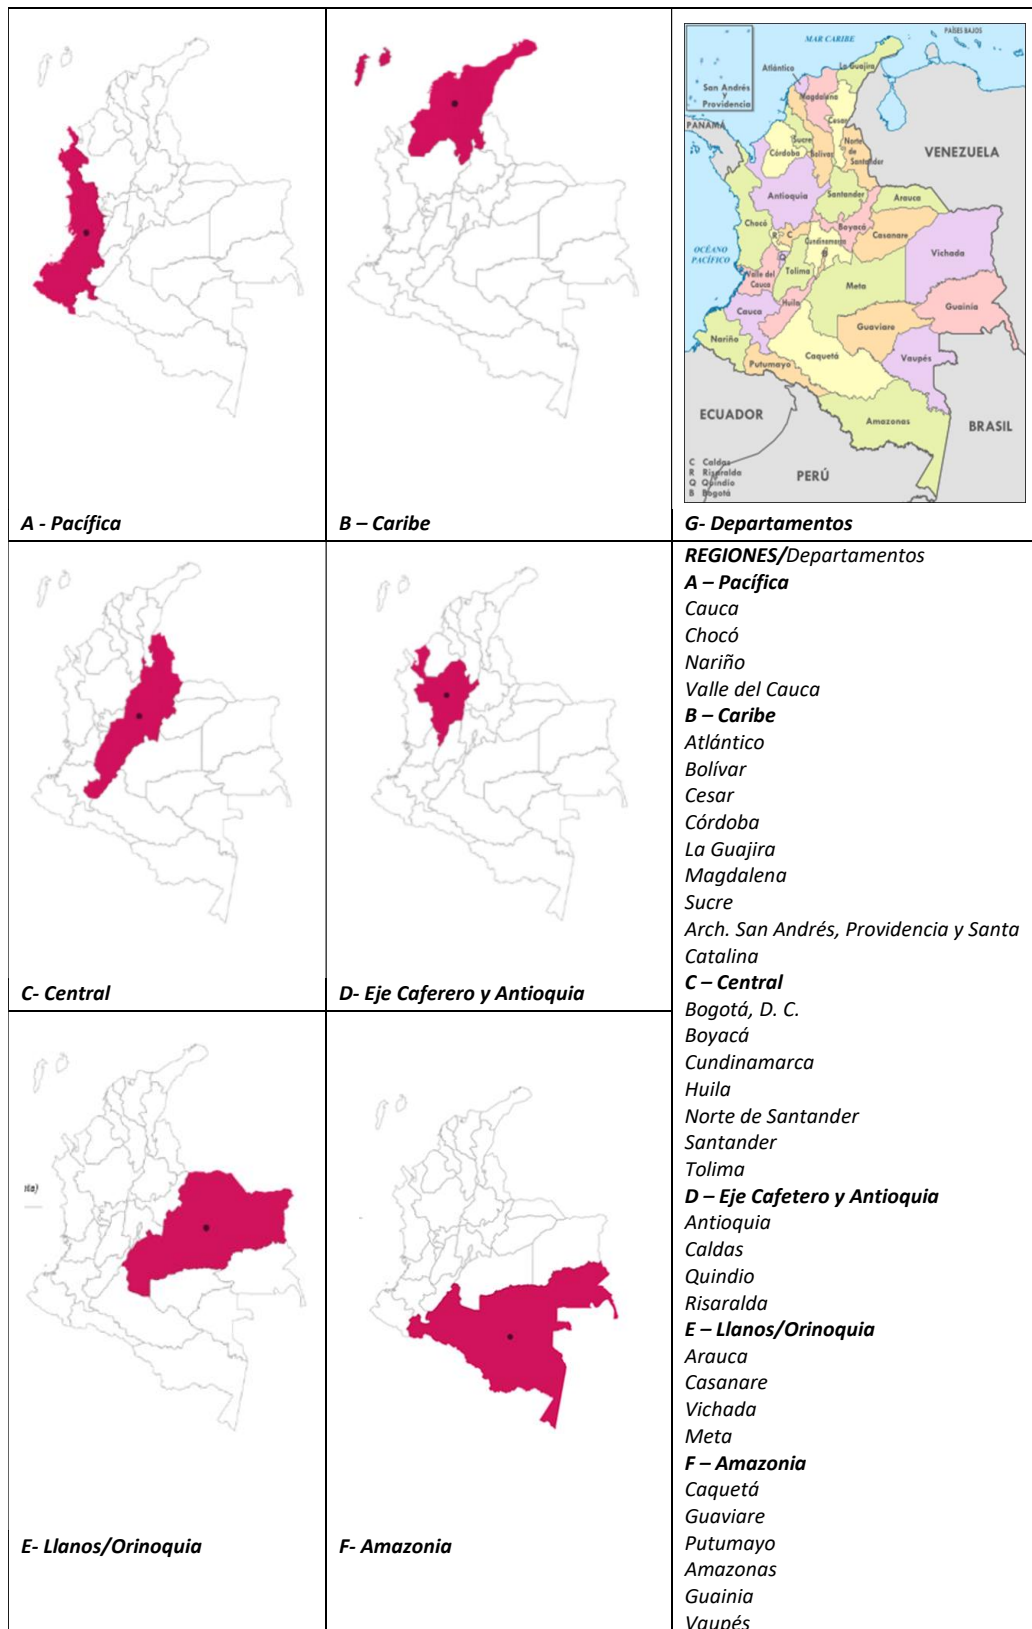 MAR CARIBE
PAÍSES BAJOS
La Guajira
Atlántico
San Andrés
y
Providencia
Magdalena
Cesar
PANAMÁ
Sucre
Norte
de
Santander
Córdoba
Bolívar
VENEZUELA
Antioquia
Santander
Arauca
Chocó
Boyacá
R
C
Casanare
OCÉANO
PACÍFICO
Cundinamarca
Vichada
Q
B
Valle del
Cauca
Tolima
Meta
Huila
Guainía
Cauca
Guaviare
Nariño
Caquetá
Vaupés
Putumayo
ECUADOR
Amazonas
BRASIL
PERÚ
C Caldas
R Risaralda
Q Quindio
B Bogotá
A - Pacífica
B – Caribe
G- Departamentos
C- Central
D- Eje Caferero y Antioquia
E- Llanos/Orinoquia
F- Amazonia
REGIONES/Departamentos
A – Pacífica
Cauca
Chocó
Nariño
Valle del Cauca
B – Caribe
Atlántico
Bolívar
Cesar
Córdoba
La Guajira
Magdalena
Sucre
Arch. San Andrés, Providencia y Santa
Catalina
C – Central
Bogotá, D. C.
Boyacá
Cundinamarca
Huila
Norte de Santander
Santander
Tolima
D – Eje Cafetero y Antioquia
Antioquia
Caldas
Quindio
Risaralda
E – Llanos/Orinoquia
Arauca
Casanare
Vichada
Meta
F – Amazonia
Caquetá
Guaviare
Putumayo
Amazonas
Guainia
Vaupés